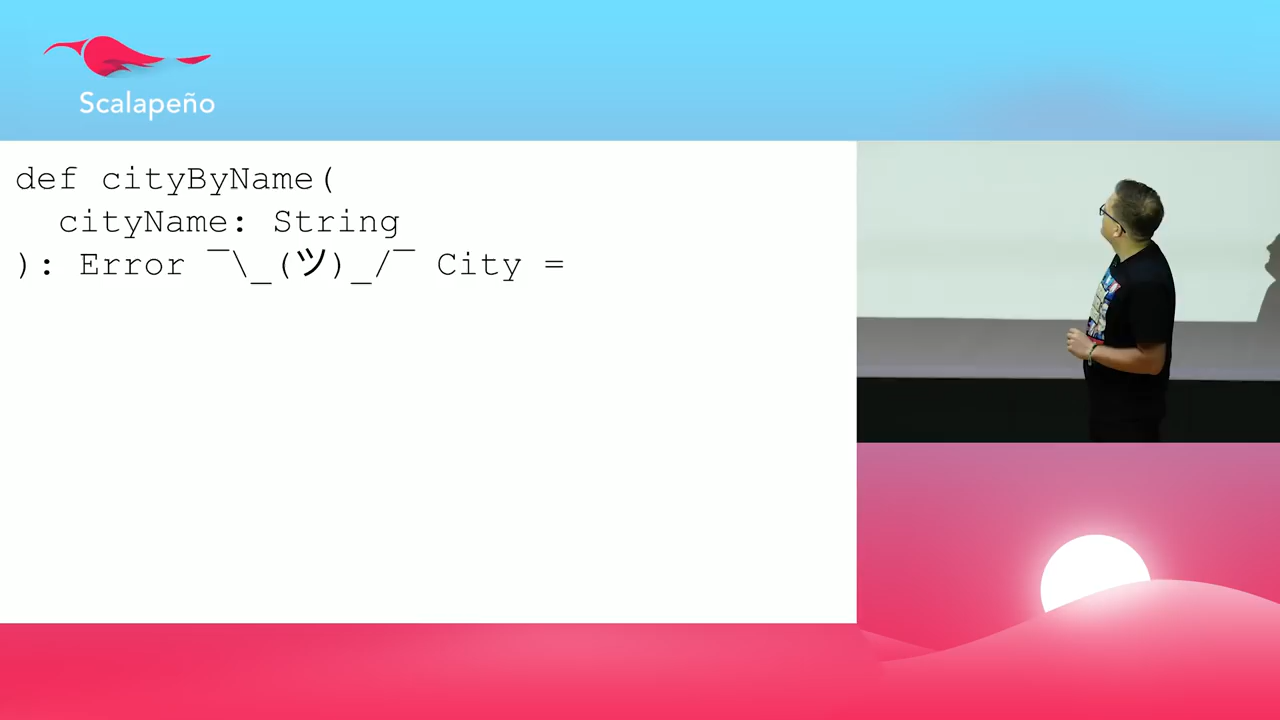 Scalapeño
def cityByName(
  cityName: String
): Error ¯\_(ツ)_/¯ City =